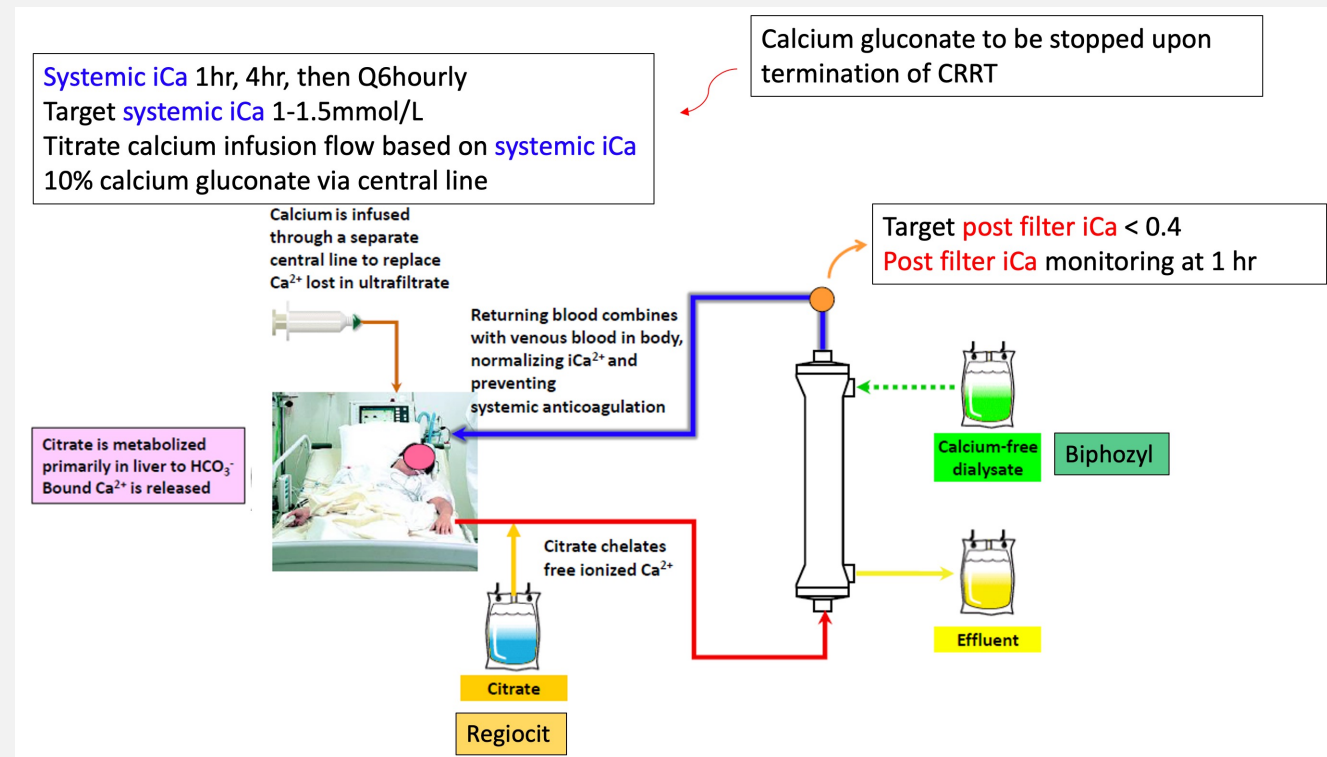 Calcium gluconate to be stopped upon
termination of CRRT
Systemic iCa 1hr, 4hr, then Q6hourly
Target systemic iCa 1-1.5mmol/L
Titrate calcium infusion flow based on systemic iCa
10% calcium gluconate via central line
Calcium is infused
through a separate
central line to replace
Ca²⁺ lost in ultrafiltrate
Target post filter iCa < 0.4
Post filter iCa monitoring at 1 hr
Returning blood combines
with venous blood in body,
normalizing iCa²⁺ and
preventing
systemic anticoagulation
Citrate is metabolized
primarily in liver to HCO₃⁻
Bound Ca²⁺ is released
Calcium-free
dialysate
Biphozyl
Citrate chelates
free ionized Ca²⁺
Effluent
Citrate
Regiocit